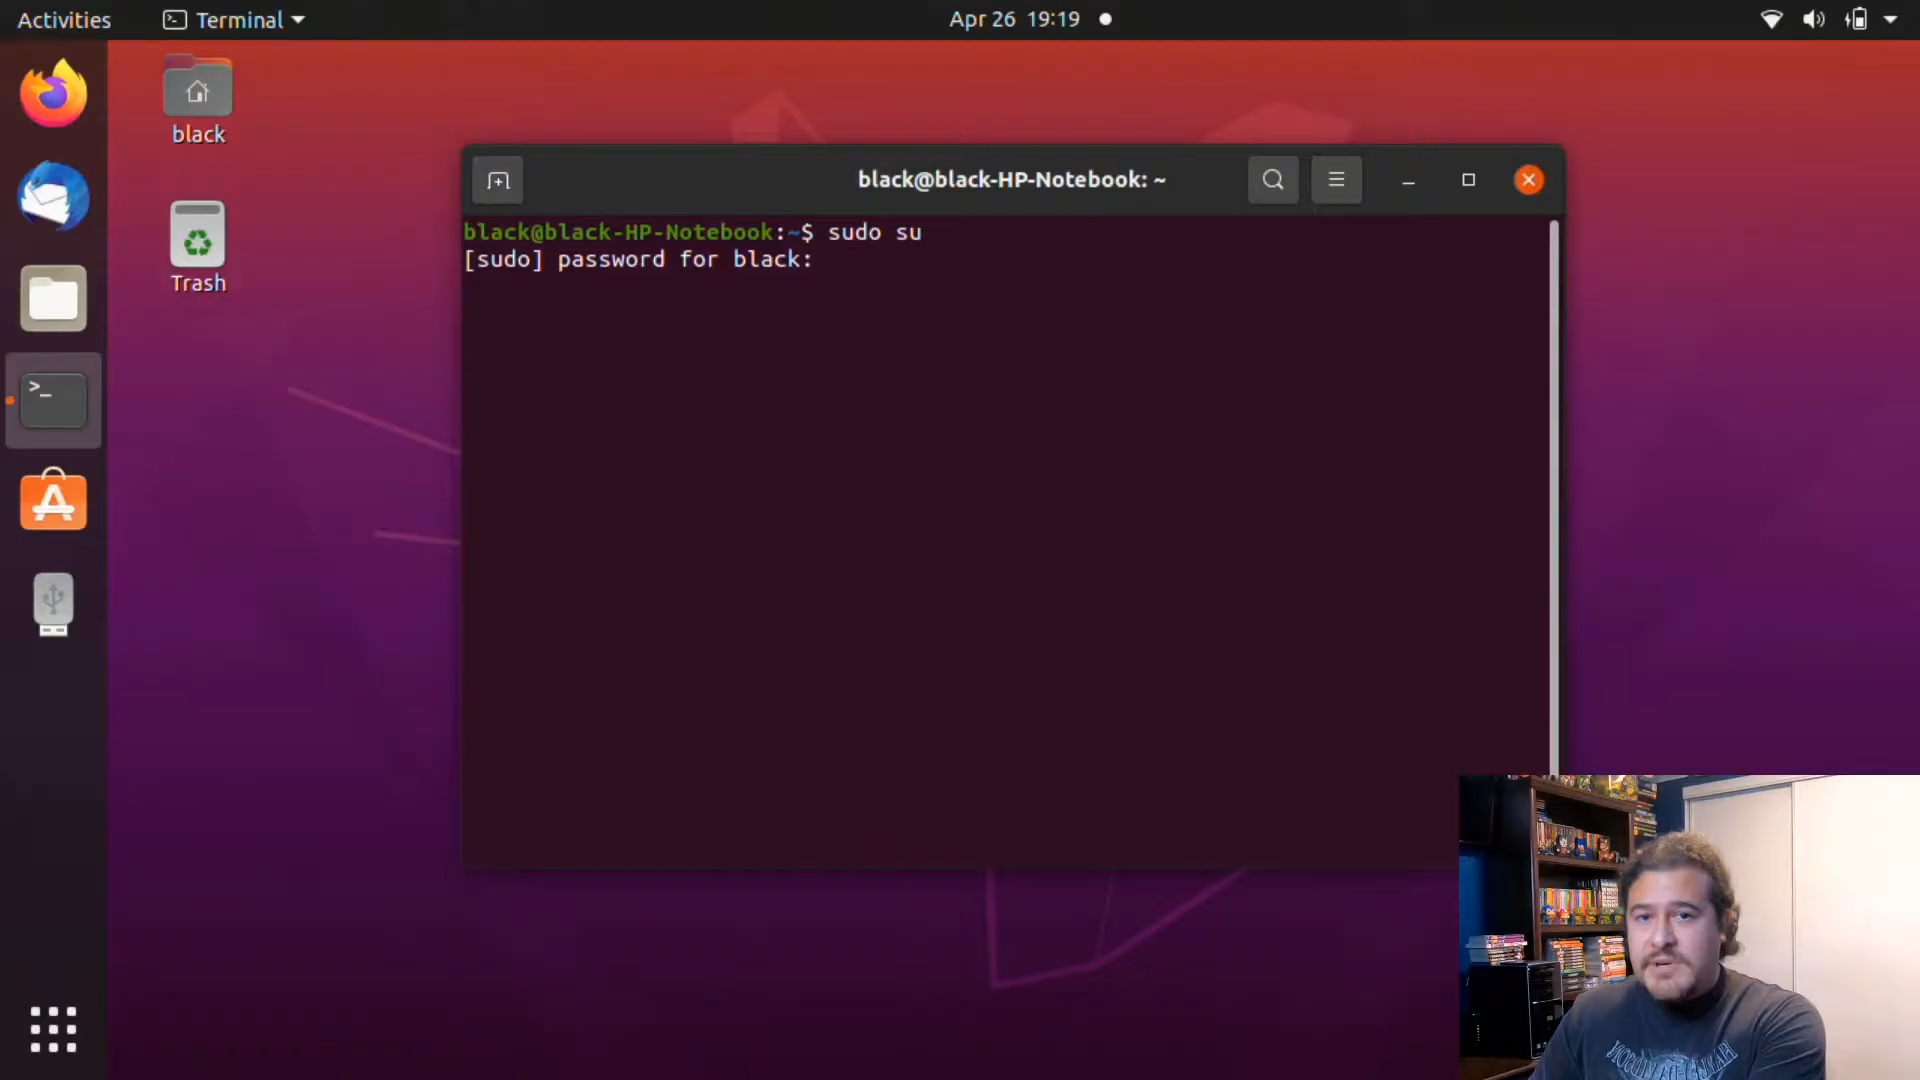 Activities
Terminal
Apr 26 19:19
black
Trash
black@black-HP-Notebook: ~
black@black-HP-Notebook:~$ sudo su
[sudo] password for black: